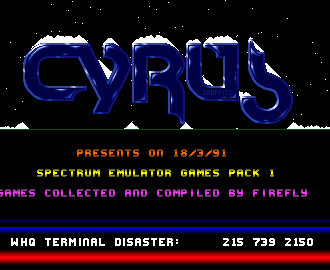 CYRUS
PRESENTS ON 18/3/91
SPECTRUM EMULATOR GAMES PACK 1
GAMES COLLECTED AND COMPILED BY FIREFLY
WHQ TERMINAL DISASTER: 215 739 2150